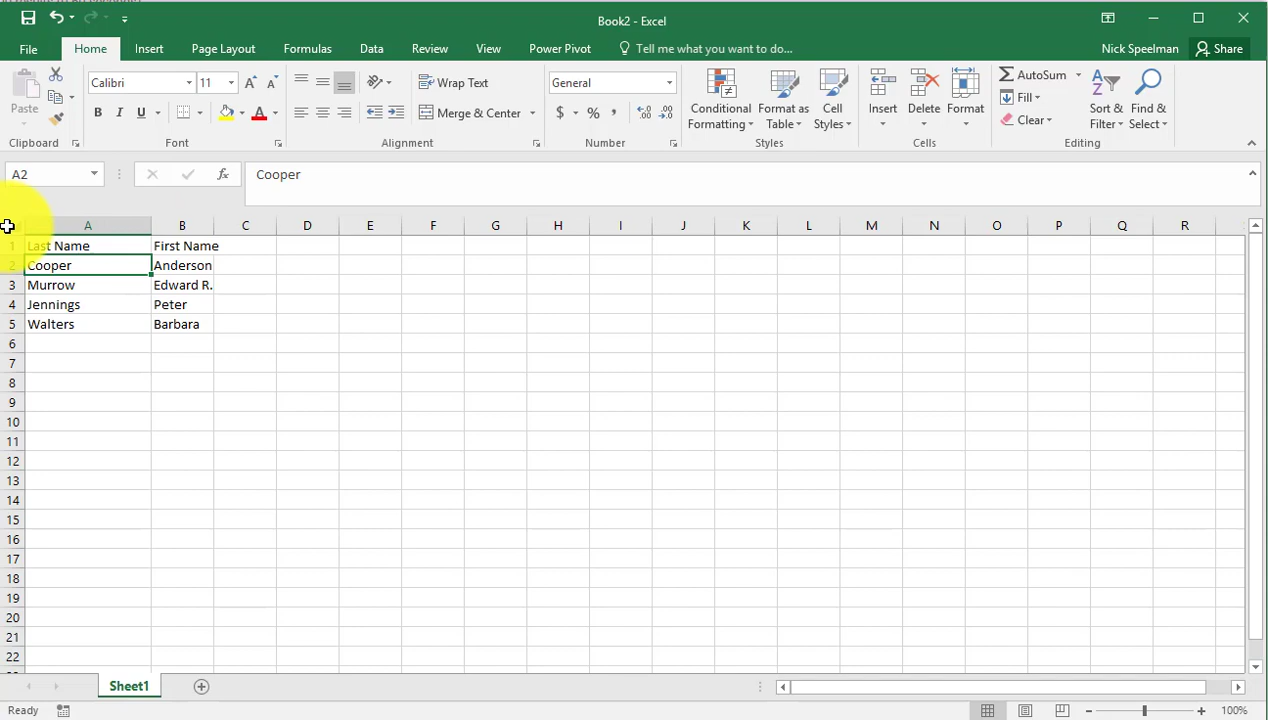 Book2 - Excel
File Home Insert Page Layout Formulas Data Review View Power Pivot Tell me what you want to do... Nick Speelman Share
Calibri 11 Wrap Text General AutoSum
Paste Merge & Center $ % , Conditional Formatting Format as Table Cell Styles Insert Delete Format Fill Sort & Filter Find & Select
B I U A Clear
Clipboard Font Alignment Number Styles Cells Editing
A2 fx Cooper
A B C D E F G H I J K L M N O P Q R
1 Last Name First Name
2 Cooper Anderson
3 Murrow Edward R.
4 Jennings Peter
5 Walters Barbara
6
7
8
9
10
11
12
13
14
15
16
17
18
19
20
21
22
Sheet1
Ready 100%